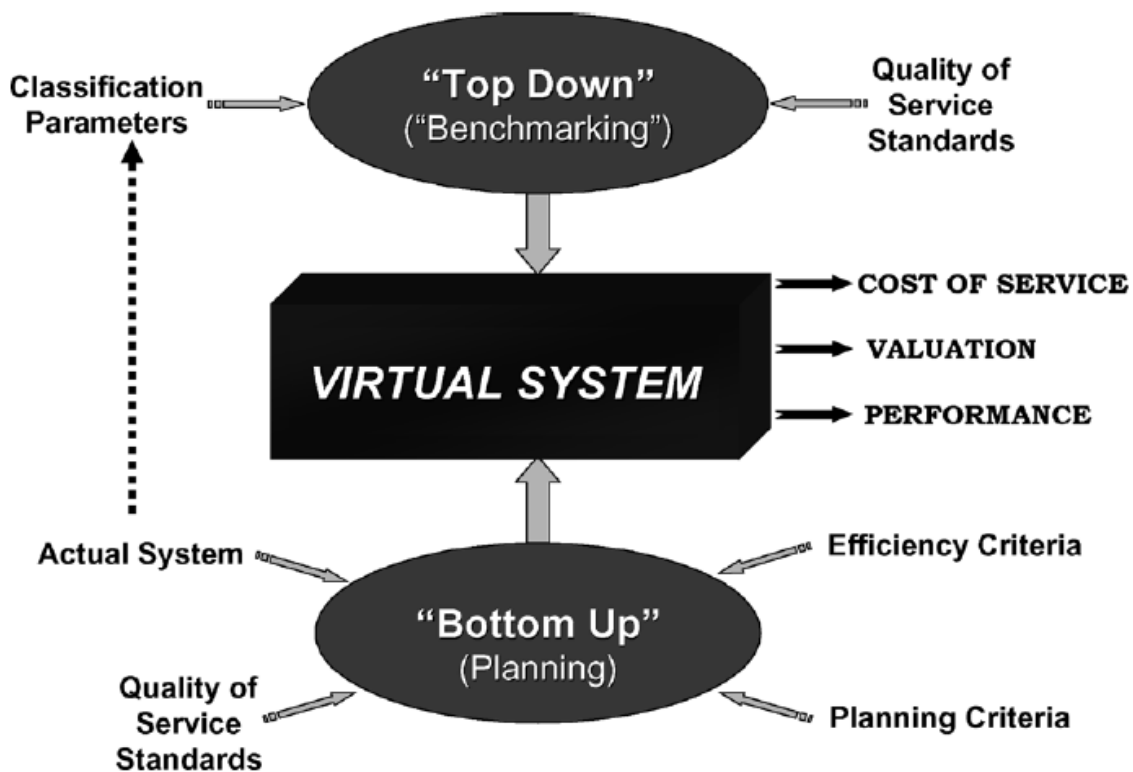 Classification
Parameters
“Top Down”
(“Benchmarking”)
Quality of
Service
Standards
VIRTUAL SYSTEM
COST OF SERVICE
VALUATION
PERFORMANCE
Actual System
“Bottom Up”
(Planning)
Efficiency Criteria
Quality of
Service
Standards
Planning Criteria